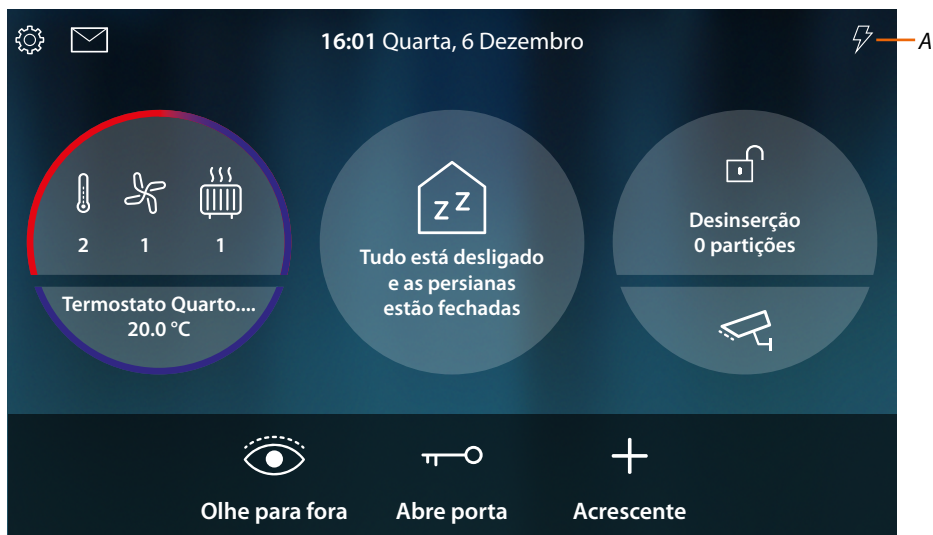 16:01 Quarta, 6 Dezembro
A
2 1 1
Termostato Quarto....
20.0 °C
zZ
Tudo está desligado
e as persianas
estão fechadas
Desinserção
0 partições
Olhe para fora
Abre porta
Acrescente